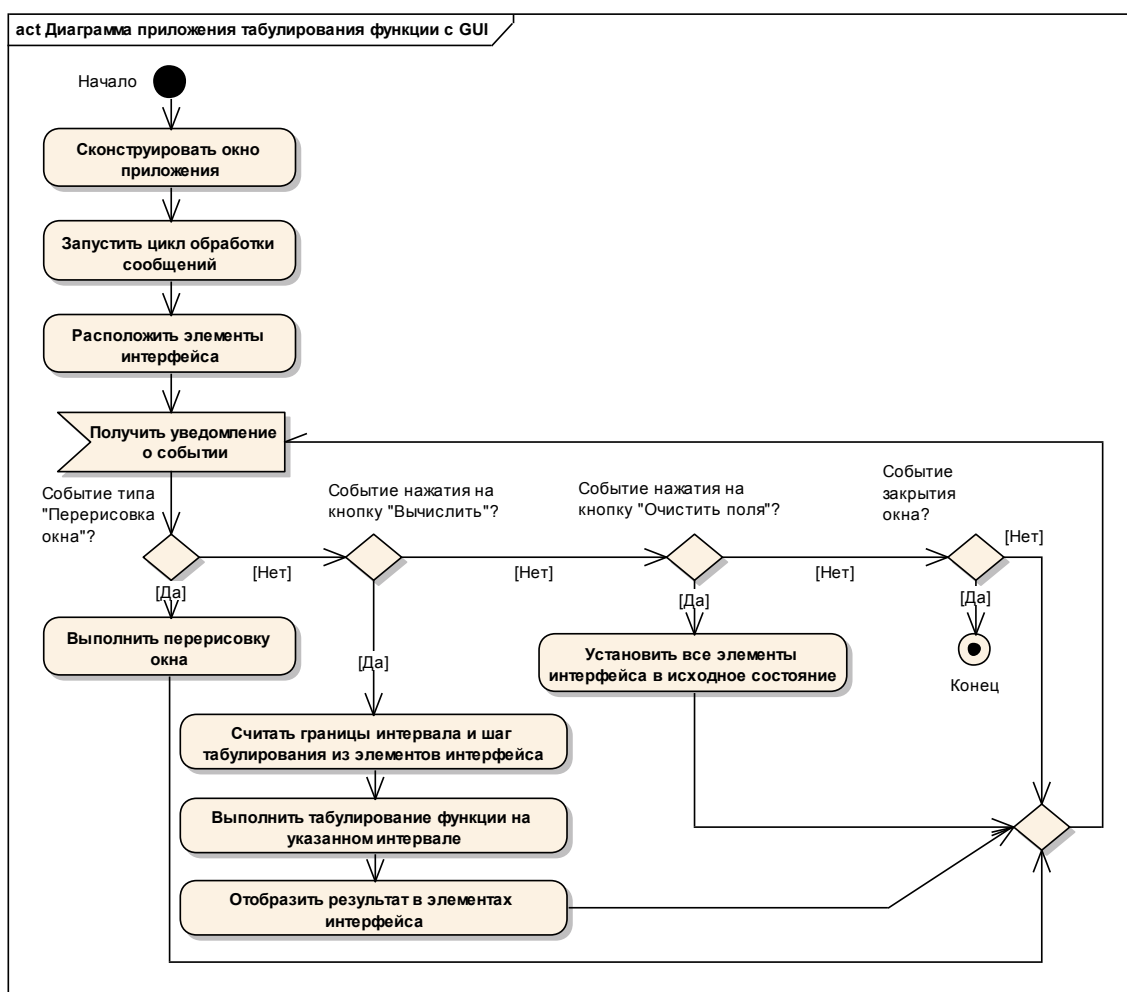 act Диаграмма приложения табулирования функции с GUI
Начало
Сконструировать окно
приложения
Запустить цикл обработки
сообщений
Расположить элементы
интерфейса
Получить уведомление
о событии
Событие типа
"Перерисовка
окна"?
Событие нажатия на
кнопку "Вычислить"?
Событие нажатия на
кнопку "Очистить поля"?
Событие
закрытия
окна?
[Нет]
[Нет]
[Нет]
[Нет]
[Да]
[Да]
[Да]
[Да]
Выполнить перерисовку
окна
Установить все элементы
интерфейса в исходное состояние
Конец
Считать границы интервала и шаг
табулирования из элементов интерфейса
Выполнить табулирование функции на
указанном интервале
Отобразить результат в элементах
интерфейса